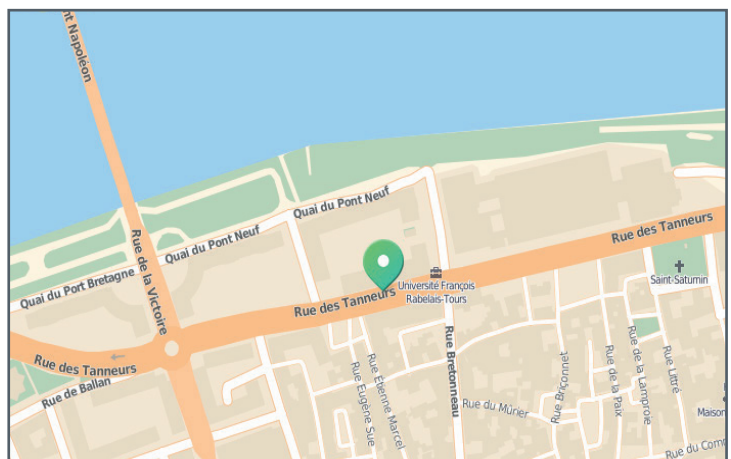 nt Napoléon
Quai du Pont Neuf
Quai du Pont Neuf
Rue des Tanneurs
Rue de la Victoire
Quai du Port Bretagne
Université François
Rabelais-Tours
Saint-Saturnin
Rue des Tanneurs
Rue des Tanneurs
Rue de Ballan
Rue Bretonneau
Rue Etienne Marcel
Rue Eugène Sue
Rue du Mûrier
Rue Briçonnet
Rue de la Paix
Rue de la Lamproie
Rue Littré
Maison
Rue du Com